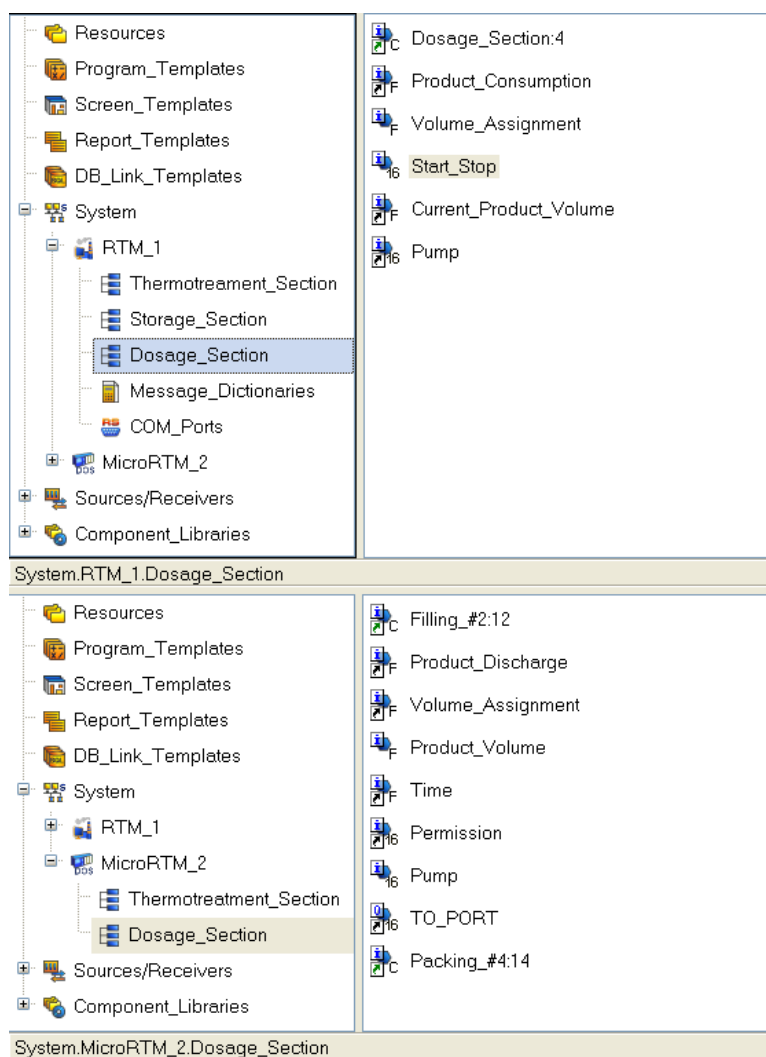 Resources
Program_Templates
Screen_Templates
Report_Templates
DB_Link_Templates
System
RTM_1
Thermotreament_Section
Storage_Section
Dosage_Section
Message_Dictionaries
COM_Ports
MicroRTM_2
Sources/Receivers
Component_Libraries
Dosage_Section:4
Product_Consumption
Volume_Assignment
Start_Stop
Current_Product_Volume
Pump
System.RTM_1.Dosage_Section
Resources
Program_Templates
Screen_Templates
Report_Templates
DB_Link_Templates
System
RTM_1
MicroRTM_2
Thermotreatment_Section
Dosage_Section
Sources/Receivers
Component_Libraries
Filling_#2:12
Product_Discharge
Volume_Assignment
Product_Volume
Time
Permission
Pump
TO_PORT
Packing_#4:14
System.MicroRTM_2.Dosage_Section